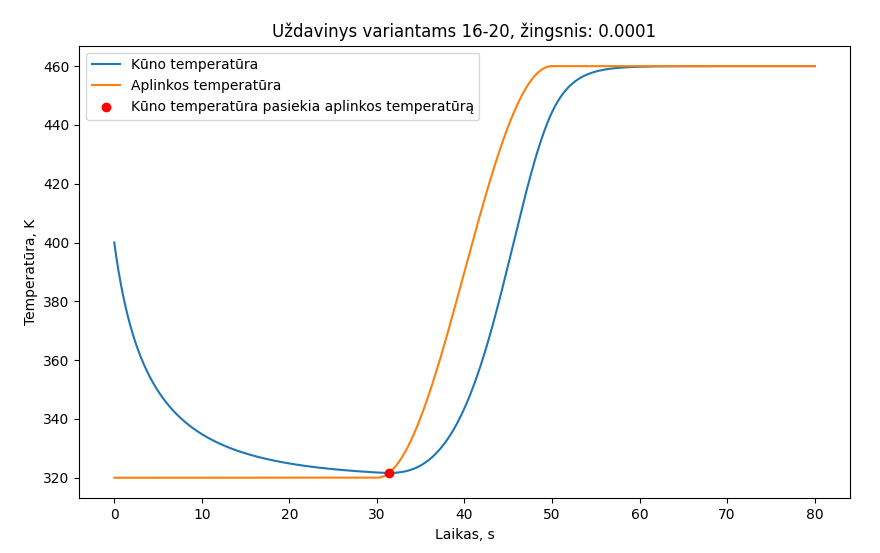 Uždavinys variantams 16-20, žingsnis: 0.0001
Kūno temperatūra
Aplinkos temperatūra
Kūno temperatūra pasiekia aplinkos temperatūrą
Temperatūra, K
460
440
420
400
380
360
340
320
0 10 20 30 40 50 60 70 80
Laikas, s